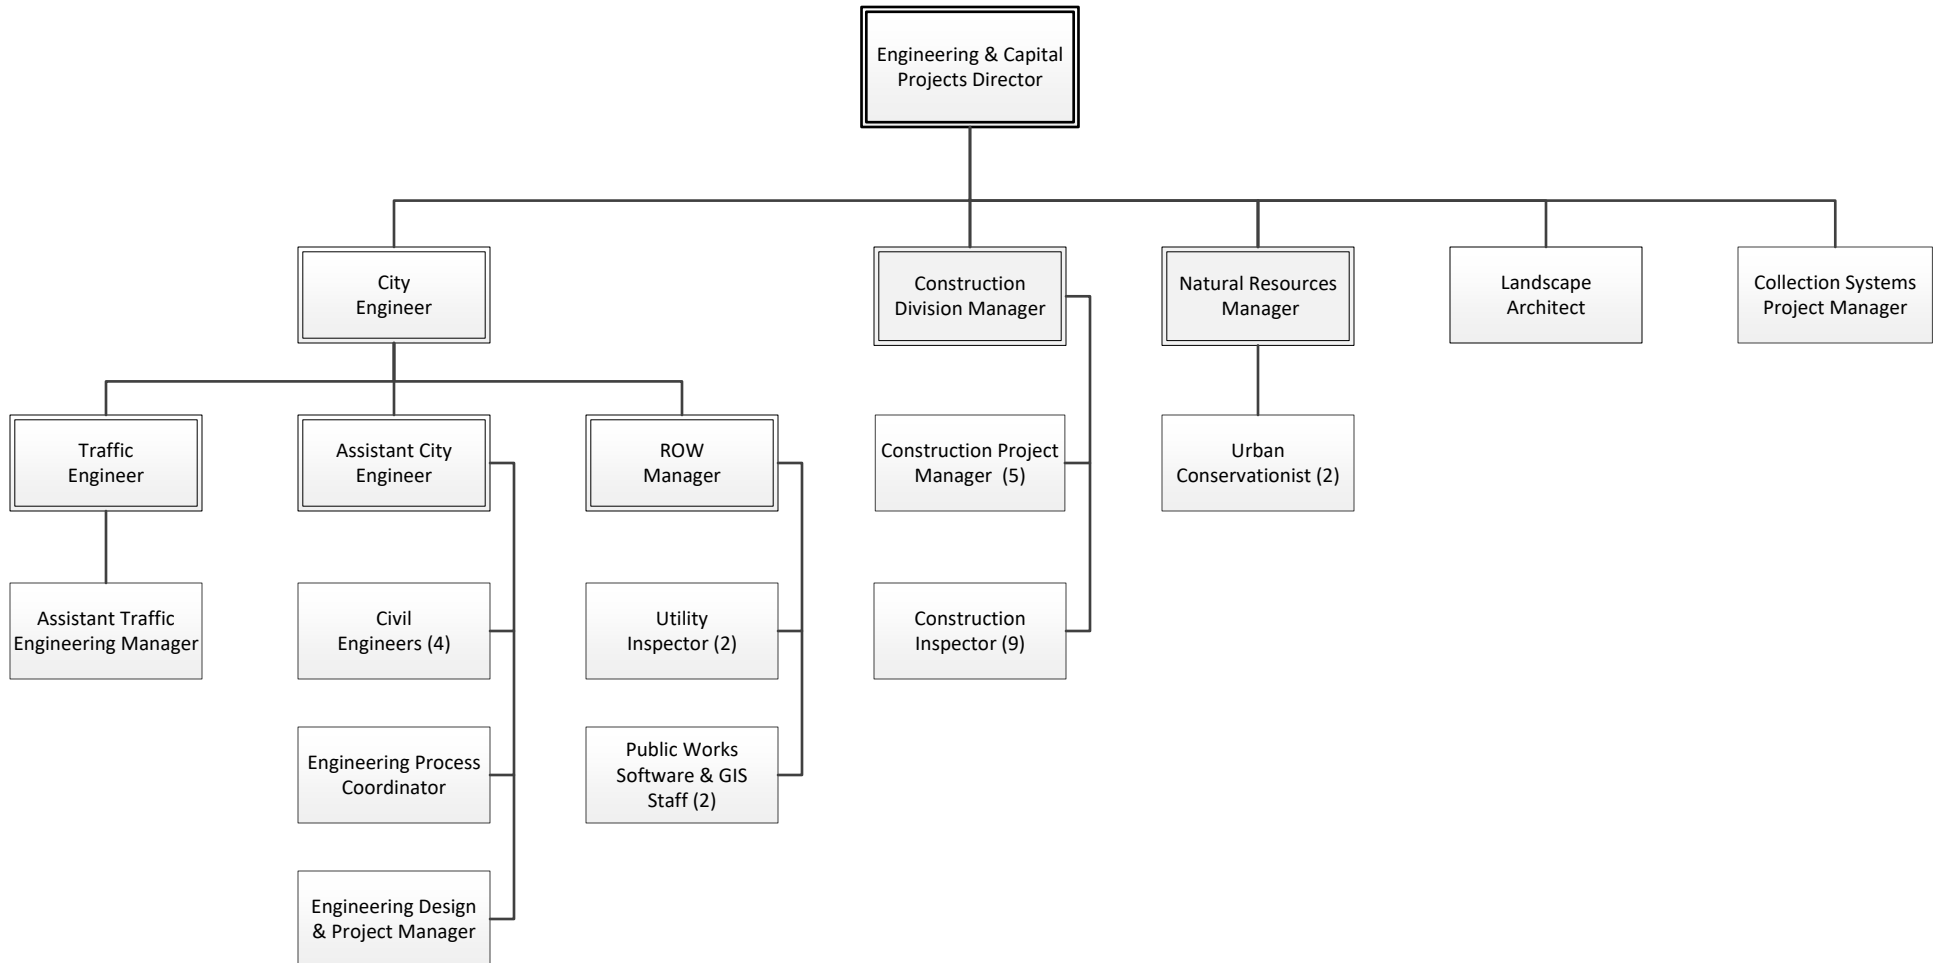 Engineering & Capital
Projects Director
City
Engineer
Construction
Division Manager
Natural Resources
Manager
Landscape
Architect
Collection Systems
Project Manager
Traffic
Engineer
Assistant City
Engineer
ROW
Manager
Construction Project
Manager (5)
Urban
Conservationist (2)
Assistant Traffic
Engineering Manager
Civil
Engineers (4)
Utility
Inspector (2)
Construction
Inspector (9)
Engineering Process
Coordinator
Public Works
Software & GIS
Staff (2)
Engineering Design
& Project Manager